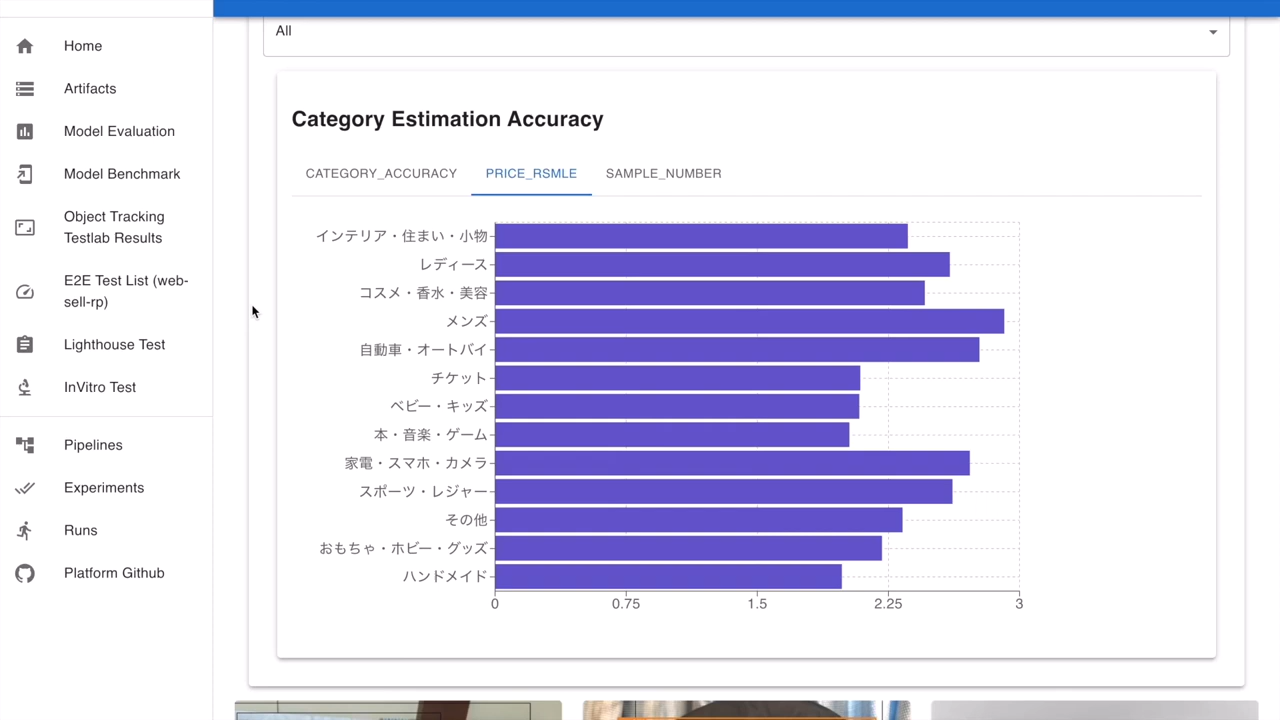 All
Home
Artifacts
Model Evaluation
Model Benchmark
Object Tracking
Testlab Results
E2E Test List (web-
sell-rp)
Lighthouse Test
InVitro Test
Pipelines
Experiments
Runs
Platform Github
Category Estimation Accuracy
CATEGORY_ACCURACY PRICE_RSMLE SAMPLE_NUMBER
インテリア・住まい・小物
レディース
コスメ・香水・美容
メンズ
自動車・オートバイ
チケット
ベビー・キッズ
本・音楽・ゲーム
家電・スマホ・カメラ
スポーツ・レジャー
その他
おもちゃ・ホビー・グッズ
ハンドメイド
0 0.75 1.5 2.25 3